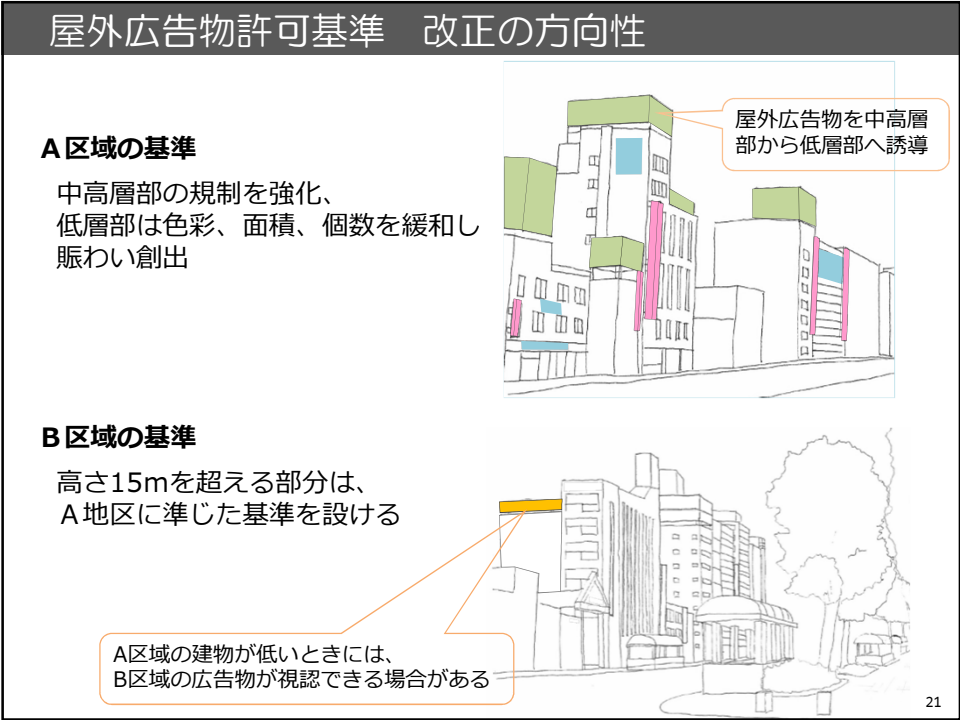 屋外広告物許可基準　改正の方向性
屋外広告物を中高層
部から低層部へ誘導
A区域の基準
中高層部の規制を強化、
低層部は色彩、面積、個数を緩和し
賑わい創出
B区域の基準
高さ15mを超える部分は、
A地区に準じた基準を設ける
A区域の建物が低いときには、
B区域の広告物が視認できる場合がある
21